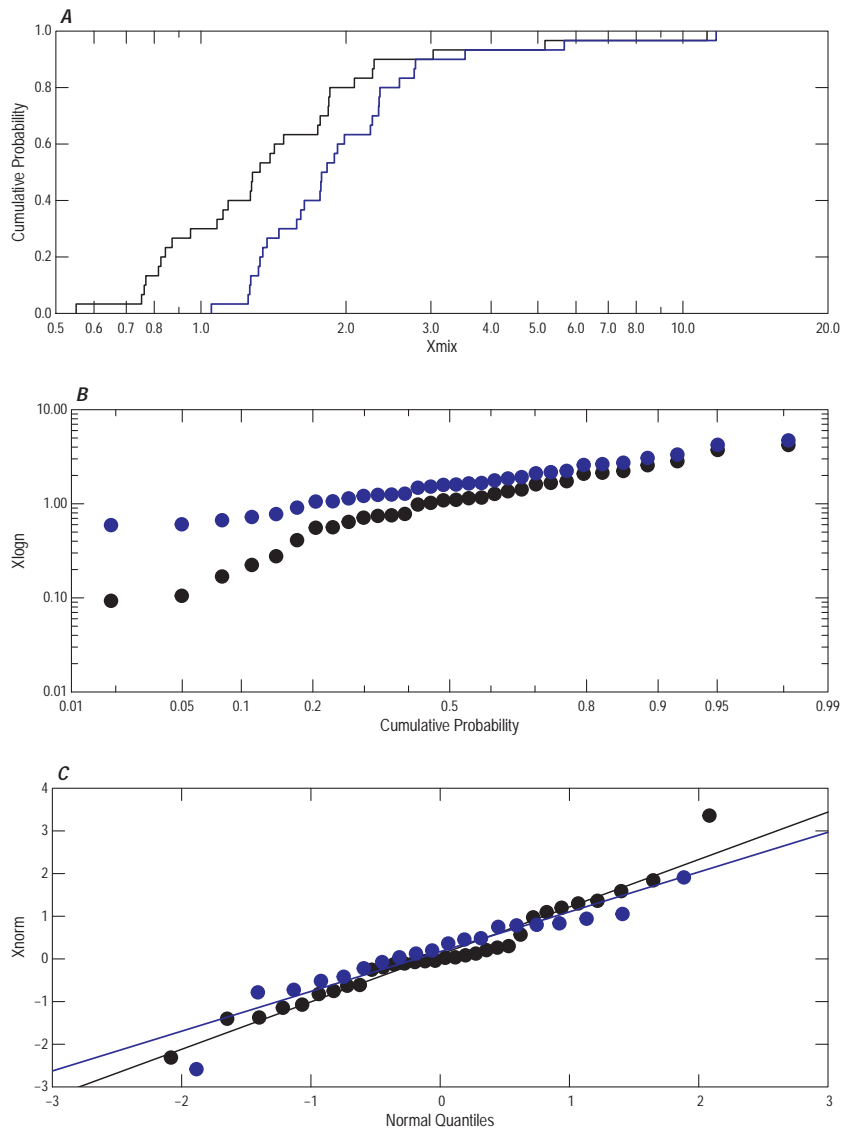 A
1.0
0.8
0.6
0.4
0.2
0.0
Cumulative Probability
0.5 0.6 0.7 0.8 1.0 2.0 3.0 4.0 5.0 6.0 7.0 8.0 10.0 20.0
Xmix
B
10.00
1.00
0.10
0.01
Xlogn
0.01 0.05 0.1 0.2 0.5 0.8 0.9 0.95 0.99
Cumulative Probability
C
4
3
2
1
0
−1
−2
−3
Xnorm
−3 −2 −1 0 1 2 3
Normal Quantiles